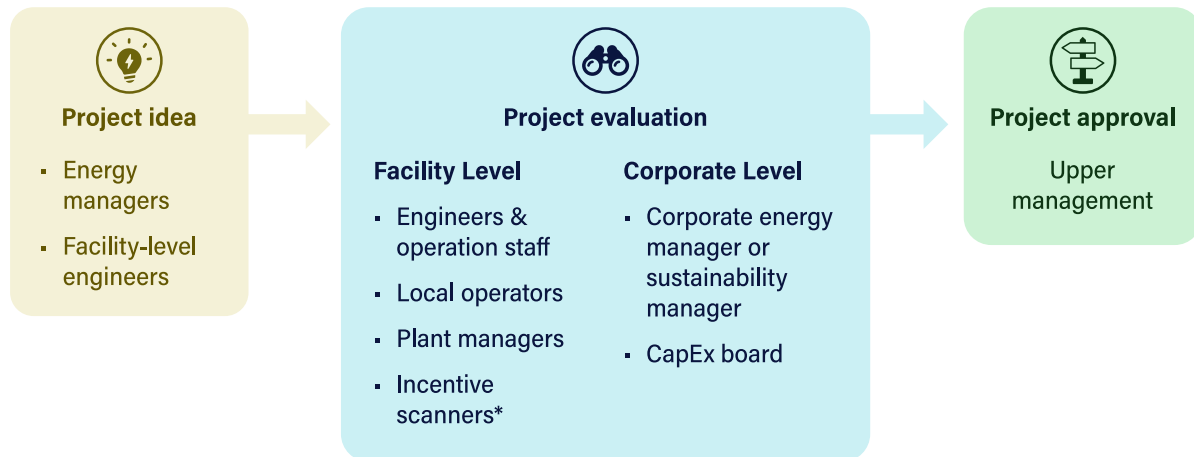 Project idea
▪ Energy
managers
▪ Facility-level
engineers
Project evaluation
Facility Level
▪ Engineers &
operation staff
▪ Local operators
▪ Plant managers
▪ Incentive
scanners*
Corporate Level
▪ Corporate energy
manager or
sustainability
manager
▪ CapEx board
Project approval
Upper
management